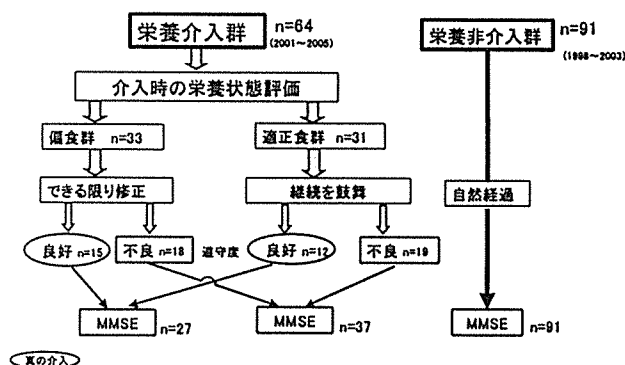 栄養介入群 n=64
(2001～2005)
栄養非介入群 n=91
(1998～2003)
介入時の栄養状態評価
偏食群 n=33
適正食群 n=31
できる限り修正
継続を鼓舞
自然経過
良好 n=15
不良 n=18
遵守度
良好 n=12
不良 n=19
MMSE n=27
MMSE n=37
MMSE n=91
真の介入